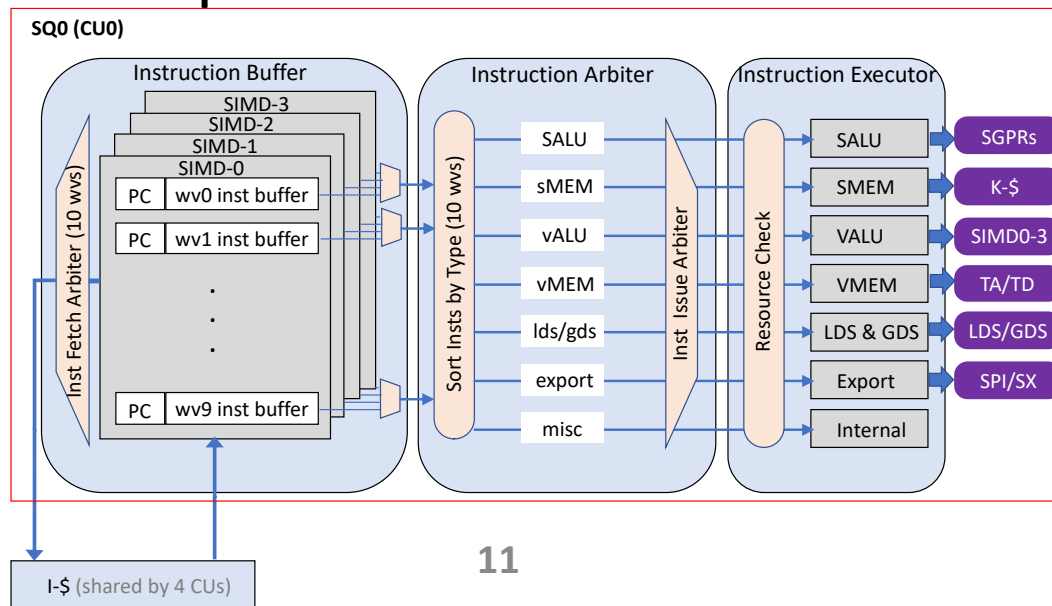 SQ0 (CU0)
Instruction Buffer
Instruction Arbiter
Instruction Executor
SIMD-3
SIMD-2
SIMD-1
SIMD-0
Inst Fetch Arbiter (10 wvs)
PC
wv0 inst buffer
PC
wv1 inst buffer
.
.
.
PC
wv9 inst buffer
Sort Insts by Type (10 wvs)
SALU
sMEM
vALU
vMEM
lds/gds
export
misc
Inst Issue Arbiter
Resource Check
SALU
SMEM
VALU
VMEM
LDS & GDS
Export
Internal
SGPRs
K-$
SIMD0-3
TA/TD
LDS/GDS
SPI/SX
I-$ (shared by 4 CUs)
11